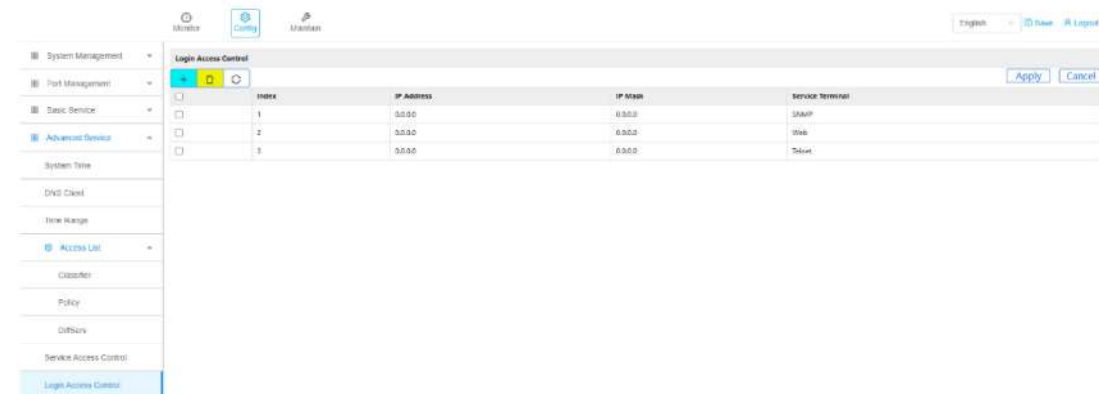 Monitor Config Maintain English Save Logout
System Management
Port Management
Basic Service
Advanced Service
System Time
DNS Client
Time Range
Access List
Classifier
Policy
DiffServ
Service Access Control
Login Access Control
Login Access Control
+
Apply Cancel
Index IP Address IP Mask Service Terminal
1 0.0.0.0 0.0.0.0 SNMP
2 0.0.0.0 0.0.0.0 Web
3 0.0.0.0 0.0.0.0 Telnet